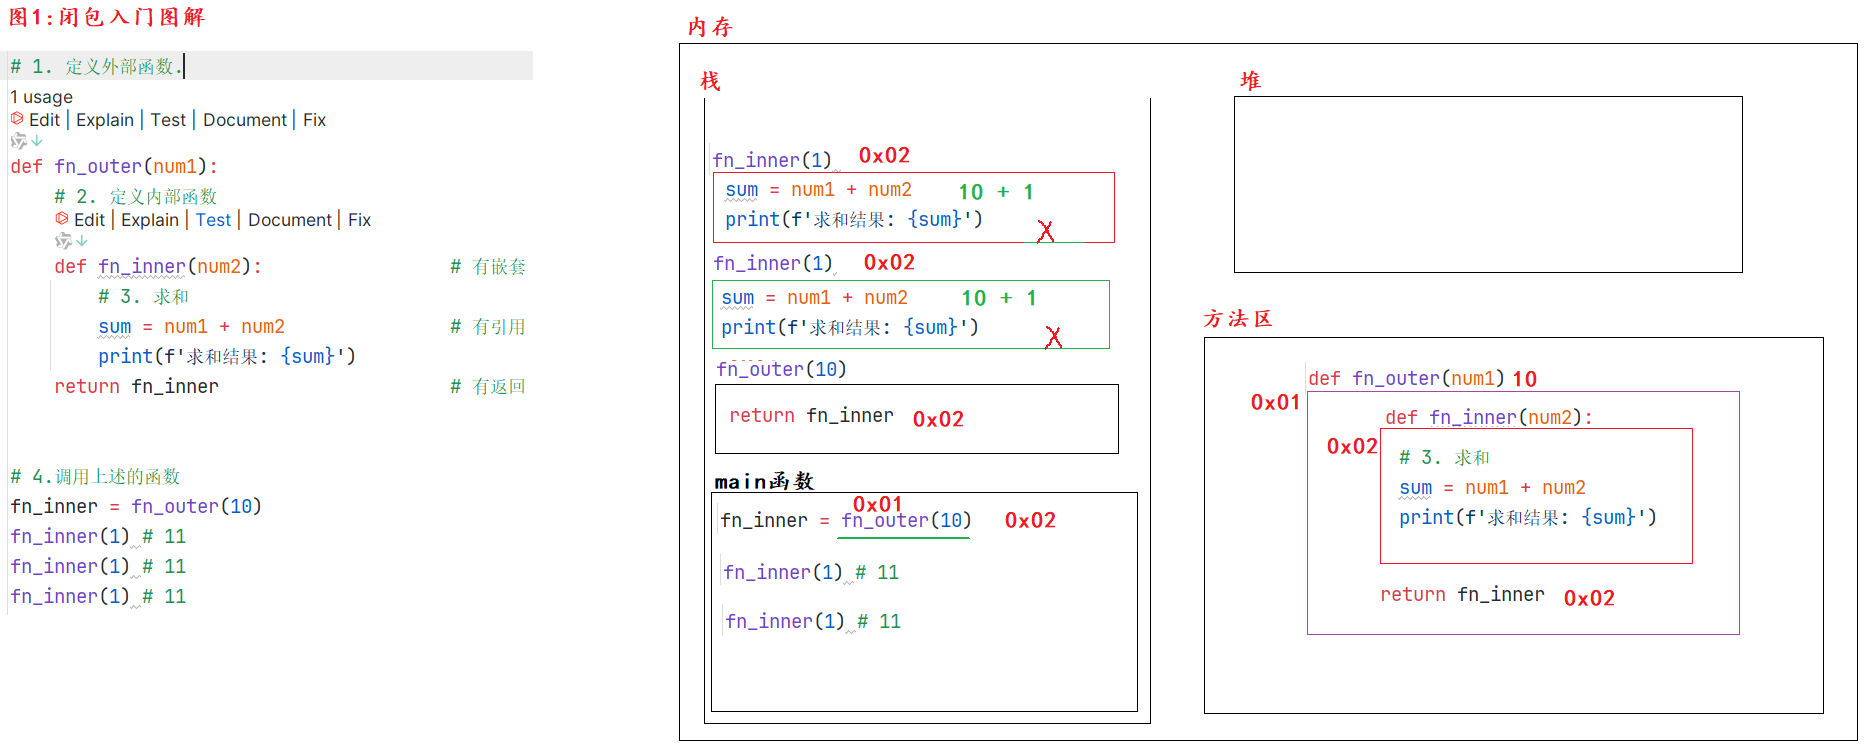 图1:闭包入门图解
# 1. 定义外部函数.
1 usage
Edit | Explain | Test | Document | Fix
def fn_outer(num1):
# 2. 定义内部函数
Edit | Explain | Test | Document | Fix
def fn_inner(num2): # 有嵌套
# 3. 求和
sum = num1 + num2 # 有引用
print(f'求和结果: {sum}')
return fn_inner # 有返回
# 4.调用上述的函数
fn_inner = fn_outer(10)
fn_inner(1) # 11
fn_inner(1) # 11
fn_inner(1) # 11
内存
栈
fn_inner(1) 0x02
sum = num1 + num2 10 + 1
print(f'求和结果: {sum}')
X
fn_inner(1) 0x02
sum = num1 + num2 10 + 1
print(f'求和结果: {sum}')
X
fn_outer(10)
return fn_inner 0x02
main函数
0x01
fn_inner = fn_outer(10) 0x02
fn_inner(1) # 11
fn_inner(1) # 11
堆
方法区
def fn_outer(num1) 10
0x01
def fn_inner(num2):
0x02
# 3. 求和
sum = num1 + num2
print(f'求和结果: {sum}')
return fn_inner 0x02